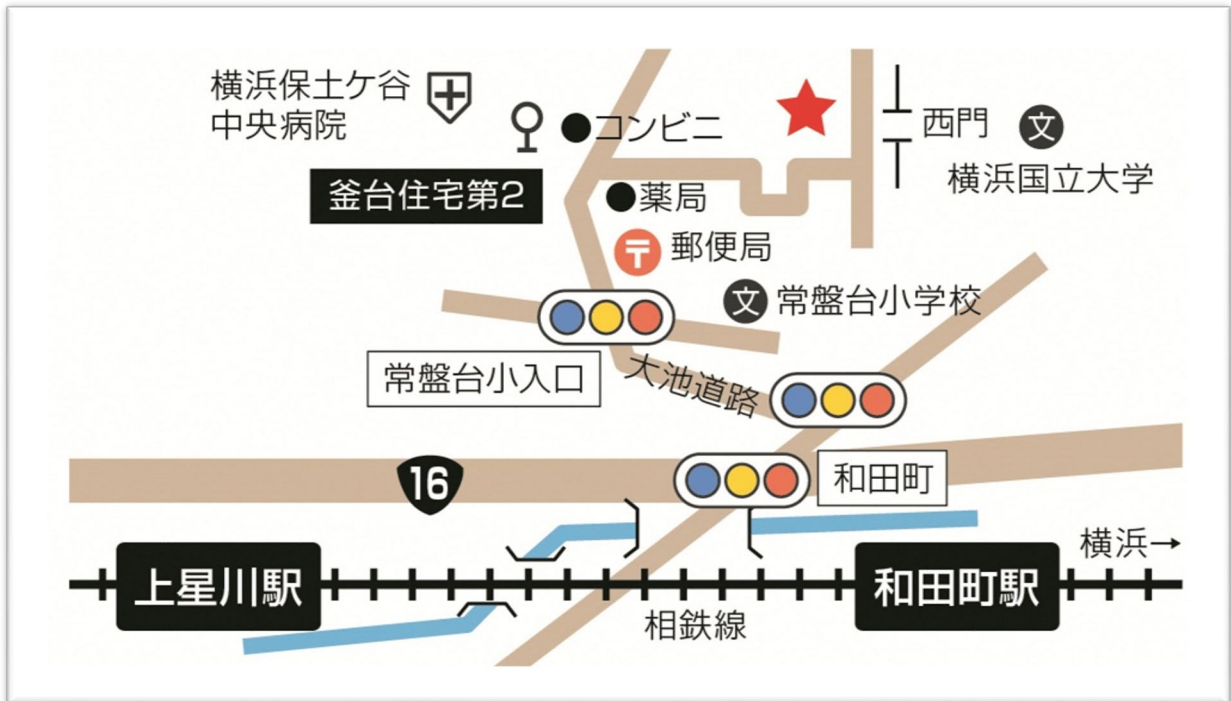 横浜保土ケ谷
中央病院
コンビニ
西門
文
横浜国立大学
釜台住宅第2
薬局
〒
郵便局
文
常盤台小学校
常盤台小入口
大池道路
16
和田町
横浜→
上星川駅
和田町駅
相鉄線